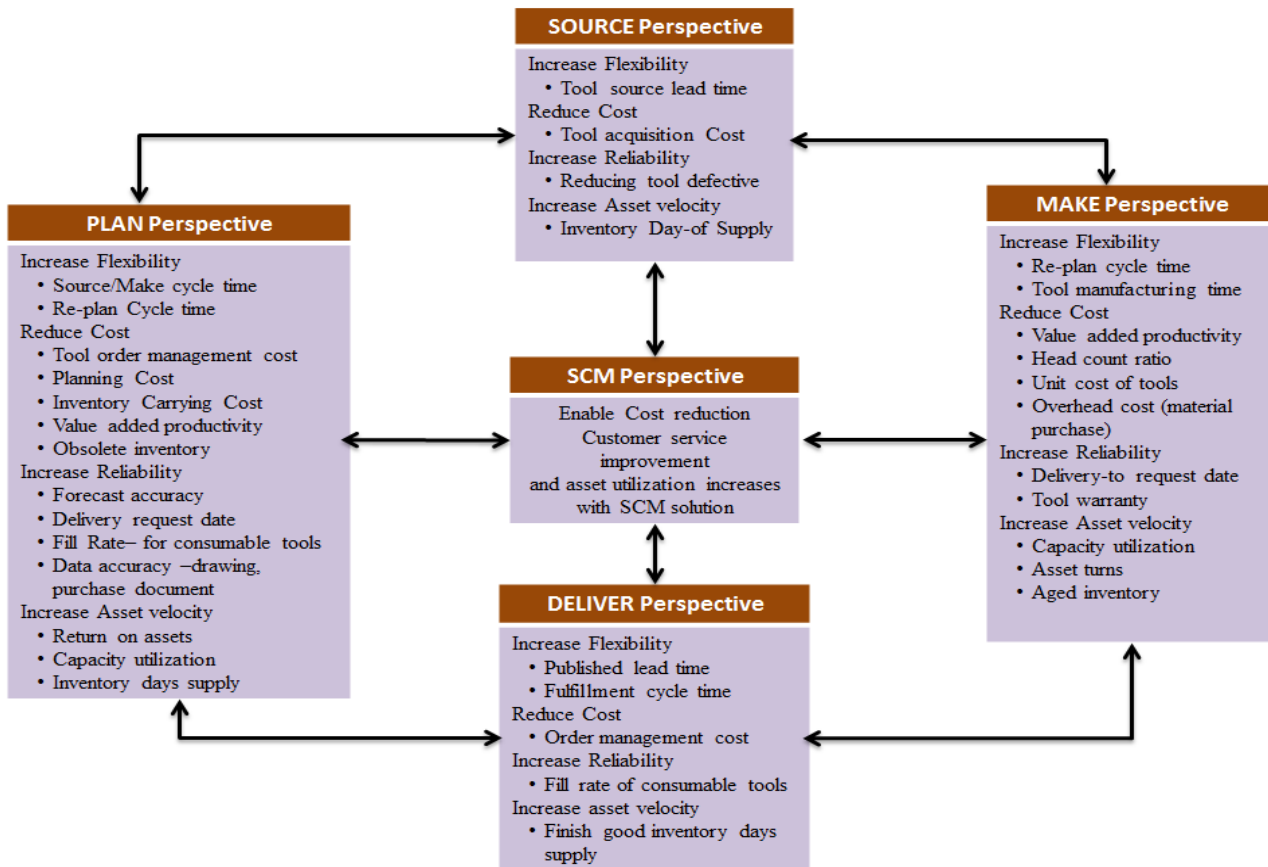 SOURCE Perspective
Increase Flexibility
• Tool source lead time
Reduce Cost
• Tool acquisition Cost
Increase Reliability
• Reducing tool defective
Increase Asset velocity
• Inventory Day-of Supply
PLAN Perspective
Increase Flexibility
• Source/Make cycle time
• Re-plan Cycle time
Reduce Cost
• Tool order management cost
• Planning Cost
• Inventory Carrying Cost
• Value added productivity
• Obsolete inventory
Increase Reliability
• Forecast accuracy
• Delivery request date
• Fill Rate– for consumable tools
• Data accuracy –drawing,
purchase document
Increase Asset velocity
• Return on assets
• Capacity utilization
• Inventory days supply
SCM Perspective
Enable Cost reduction
Customer service
improvement
and asset utilization increases
with SCM solution
MAKE Perspective
Increase Flexibility
• Re-plan cycle time
• Tool manufacturing time
Reduce Cost
• Value added productivity
• Head count ratio
• Unit cost of tools
• Overhead cost (material
purchase)
Increase Reliability
• Delivery-to request date
• Tool warranty
Increase Asset velocity
• Capacity utilization
• Asset turns
• Aged inventory
DELIVER Perspective
Increase Flexibility
• Published lead time
• Fulfillment cycle time
Reduce Cost
• Order management cost
Increase Reliability
• Fill rate of consumable tools
Increase asset velocity
• Finish good inventory days
supply